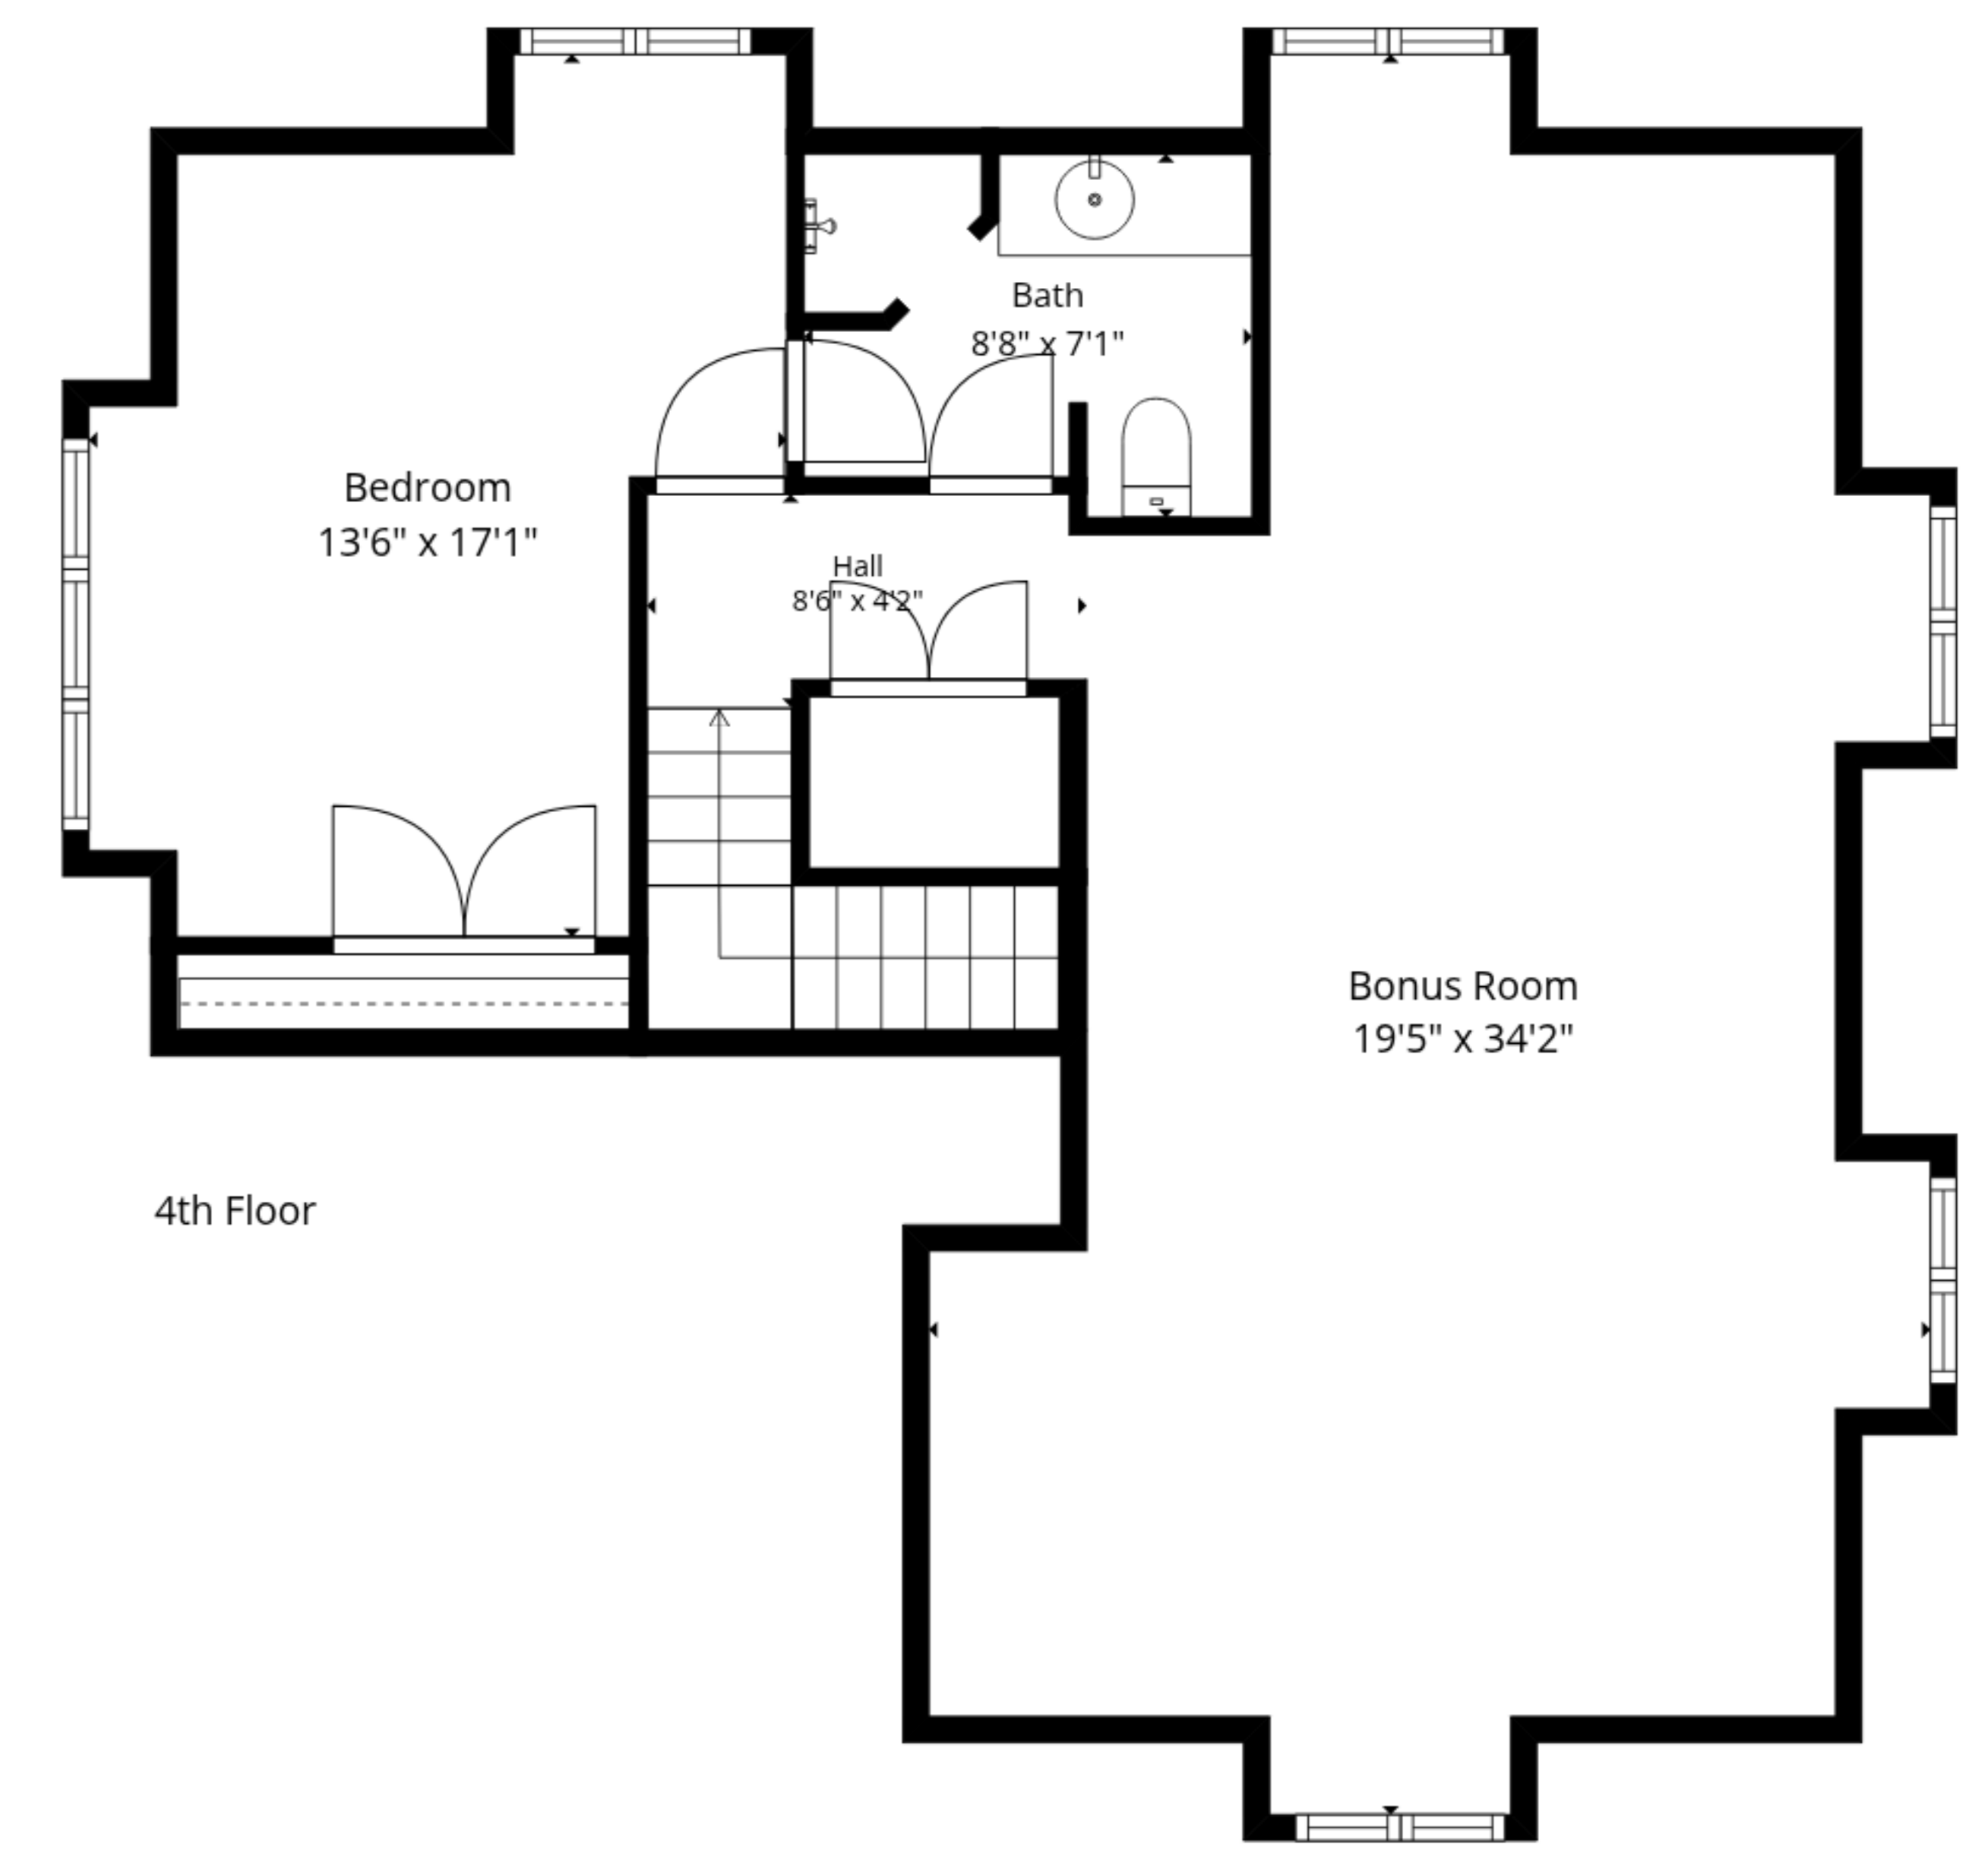 Bath
8'8" x 7'1"
Bedroom
13'6" x 17'1"
Hall
8'6" x 4'2"
Bonus Room
19'5" x 34'2"
4th Floor